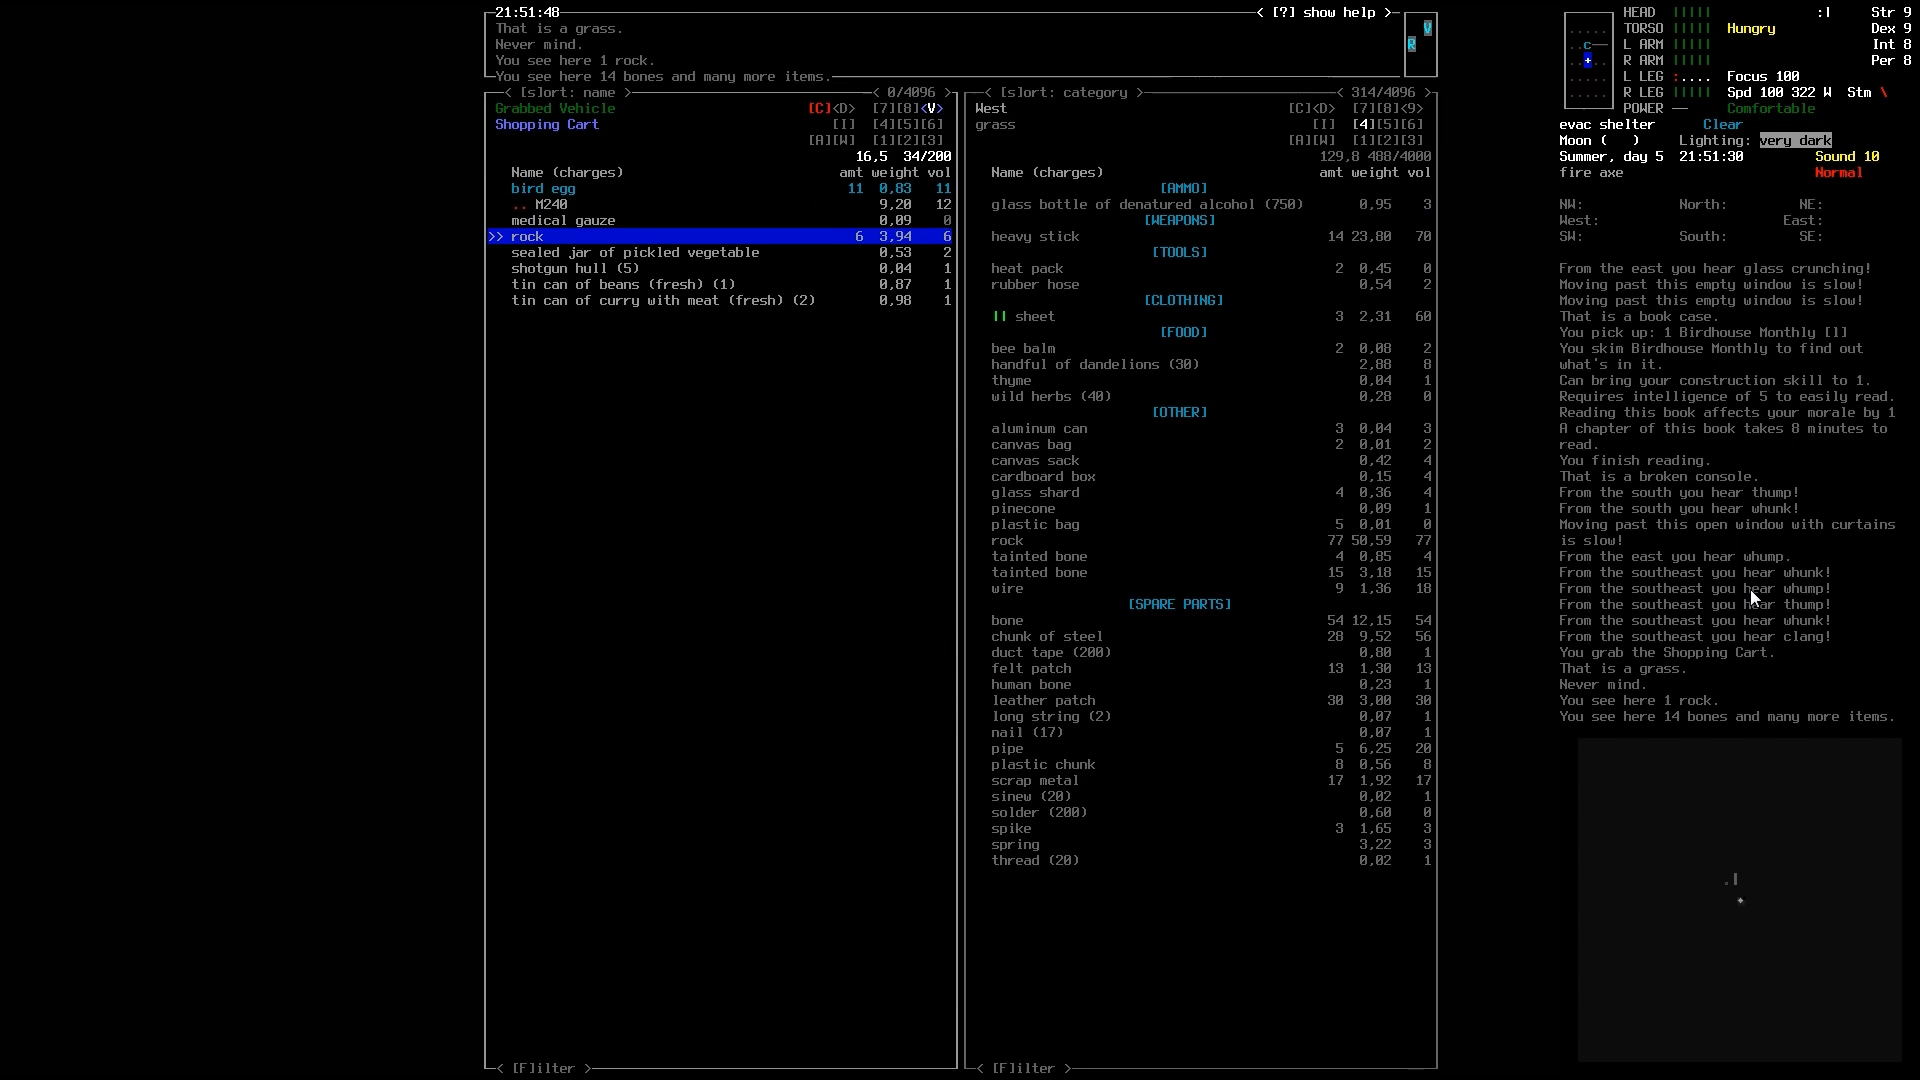 21:51:48 < [?] show help >
That is a grass.
Never mind.
You see here 1 rock.
You see here 14 bones and many more items.
V
R
< [s]ort: name > < 0/4096 >
Grabbed Vehicle [C]<D> [7][8]<V>
Shopping Cart [I] [4][5][6]
[A][W] [1][2][3]
16,5 34/200
Name (charges) amt weight vol
bird egg 11 0,83 11
.. M240 9,20 12
medical gauze 0,09 0
>> rock 6 3,94 6
sealed jar of pickled vegetable 0,53 2
shotgun hull (5) 0,04 1
tin can of beans (fresh) (1) 0,87 1
tin can of curry with meat (fresh) (2) 0,98 1
< [F]ilter >
< [s]ort: category > < 314/4096 >
West [C]<D> [7][8]<9>
grass [I] [4][5][6]
[A][W] [1][2][3]
129,8 488/4000
Name (charges) amt weight vol
[AMMO]
glass bottle of denatured alcohol (750) 0,95 3
[WEAPONS]
heavy stick 14 23,80 70
[TOOLS]
heat pack 2 0,45 0
rubber hose 0,54 2
[CLOTHING]
|| sheet 3 2,31 60
[FOOD]
bee balm 2 0,08 2
handful of dandelions (30) 2,88 8
thyme 0,04 1
wild herbs (40) 0,28 0
[OTHER]
aluminum can 3 0,04 3
canvas bag 2 0,01 2
canvas sack 0,42 4
cardboard box 0,15 4
glass shard 4 0,36 4
pinecone 0,09 1
plastic bag 5 0,01 0
rock 77 50,59 77
tainted bone 4 0,85 4
tainted bone 15 3,18 15
wire 9 1,36 18
[SPARE PARTS]
bone 54 12,15 54
chunk of steel 28 9,52 56
duct tape (200) 0,80 1
felt patch 13 1,30 13
human bone 0,23 1
leather patch 30 3,00 30
long string (2) 0,07 1
nail (17) 0,07 1
pipe 5 6,25 20
plastic chunk 8 0,56 8
scrap metal 17 1,92 17
sinew (20) 0,02 1
solder (200) 0,60 0
spike 3 1,65 3
spring 3,22 3
thread (20) 0,02 1
< [F]ilter >
HEAD ||||| :| Str 9
TORSO ||||| Hungry Dex 9
L ARM ||||| Int 8
R ARM ||||| Per 8
L LEG :.... Focus 100
R LEG ||||| Spd 100 322 W Stm \
POWER -- Comfortable
evac shelter Clear
Moon ( ) Lighting: very dark
Summer, day 5 21:51:30 Sound 10
fire axe Normal
NW: North: NE:
West: East:
SW: South: SE:
From the east you hear glass crunching!
Moving past this empty window is slow!
Moving past this empty window is slow!
That is a book case.
You pick up: 1 Birdhouse Monthly [l]
You skim Birdhouse Monthly to find out
what's in it.
Can bring your construction skill to 1.
Requires intelligence of 5 to easily read.
Reading this book affects your morale by 1
A chapter of this book takes 8 minutes to
read.
You finish reading.
That is a broken console.
From the south you hear thump!
From the south you hear whunk!
Moving past this open window with curtains
is slow!
From the east you hear whump.
From the southeast you hear whunk!
From the southeast you hear whump!
From the southeast you hear thump!
From the southeast you hear whunk!
From the southeast you hear clang!
You grab the Shopping Cart.
That is a grass.
Never mind.
You see here 1 rock.
You see here 14 bones and many more items.